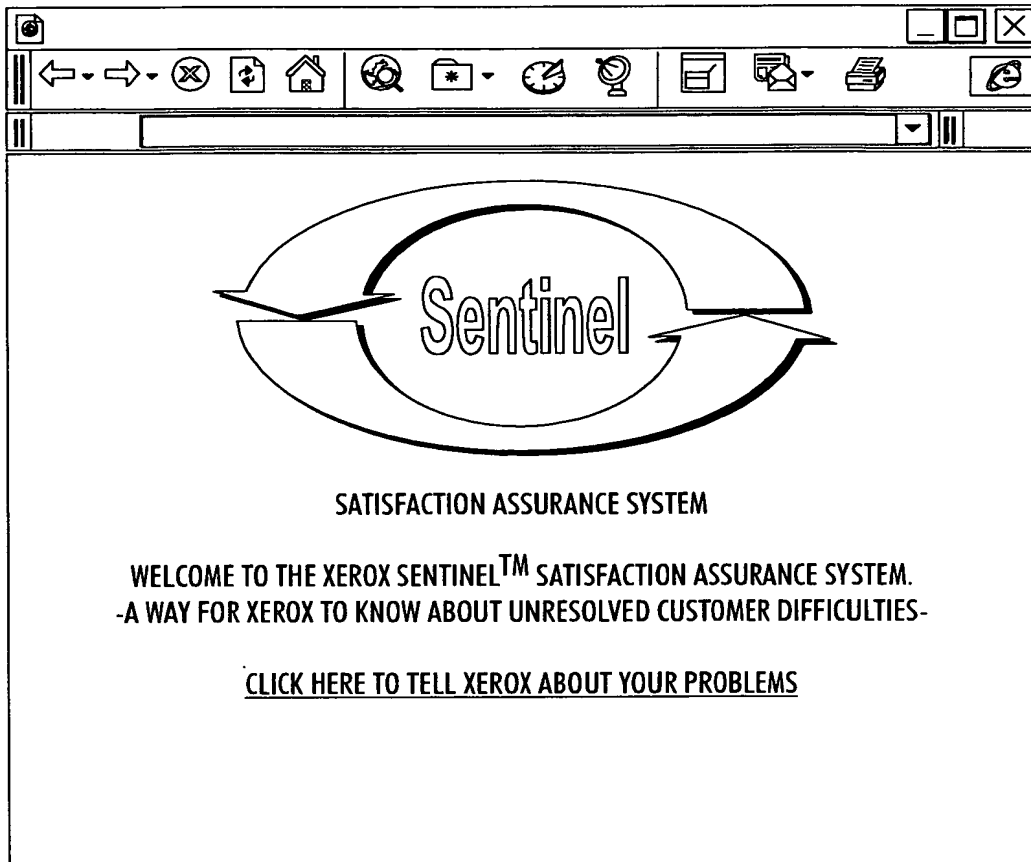 Sentinel
SATISFACTION ASSURANCE SYSTEM
WELCOME TO THE XEROX SENTINEL™ SATISFACTION ASSURANCE SYSTEM.
-A WAY FOR XEROX TO KNOW ABOUT UNRESOLVED CUSTOMER DIFFICULTIES-
CLICK HERE TO TELL XEROX ABOUT YOUR PROBLEMS